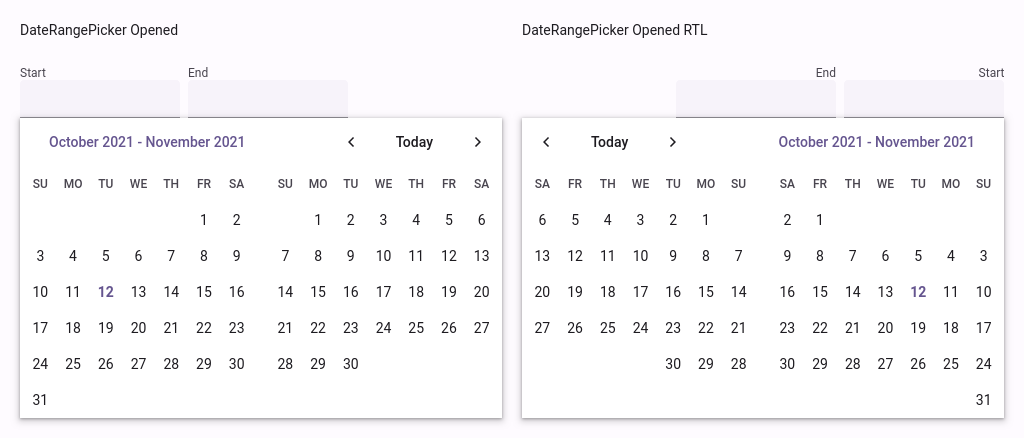 DateRangePicker Opened
Start End
October 2021 - November 2021 Today
SU MO TU WE TH FR SA SU MO TU WE TH FR SA
1 2 1 2 3 4 5 6
3 4 5 6 7 8 9 7 8 9 10 11 12 13
10 11 12 13 14 15 16 14 15 16 17 18 19 20
17 18 19 20 21 22 23 21 22 23 24 25 26 27
24 25 26 27 28 29 30 28 29 30
31
DateRangePicker Opened RTL
End Start
Today October 2021 - November 2021
SA FR TH WE TU MO SU SA FR TH WE TU MO SU
6 5 4 3 2 1 2 1
13 12 11 10 9 8 7 9 8 7 6 5 4 3
20 19 18 17 16 15 14 16 15 14 13 12 11 10
27 26 25 24 23 22 21 23 22 21 20 19 18 17
30 29 28 30 29 28 27 26 25 24
31